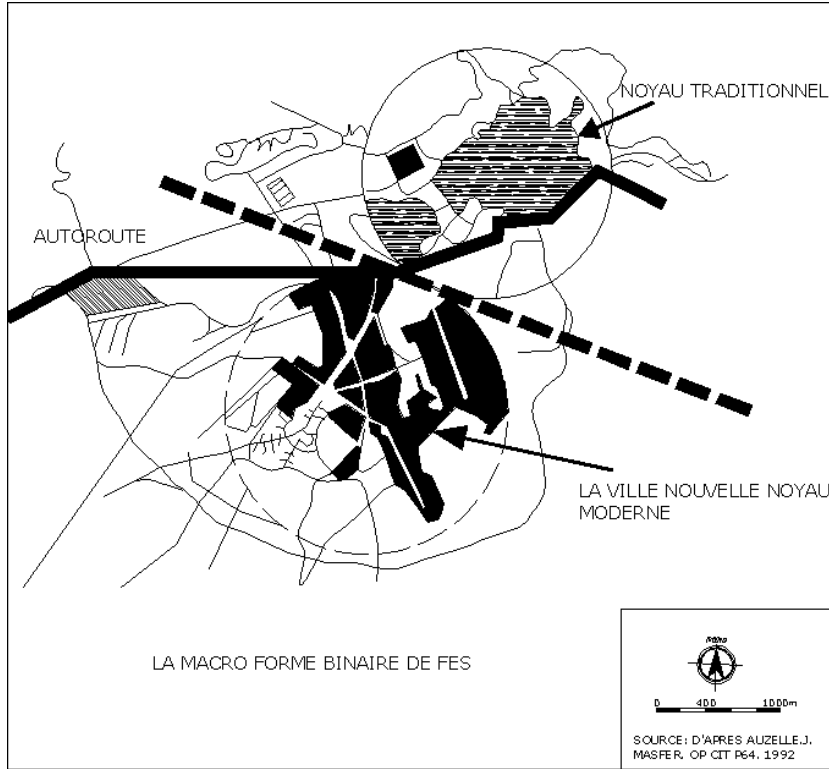 NOYAU TRADITIONNEL
AUTOROUTE
LA VILLE NOUVELLE NOYAU
MODERNE
LA MACRO FORME BINAIRE DE FES
0 400 1000m
SOURCE: D'APRES AUZELLE.J.
MASFER. OP CIT P64. 1992